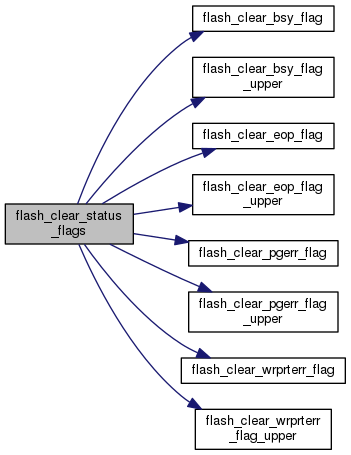 flash_clear_bsy_flag
flash_clear_bsy_flag
_upper
flash_clear_eop_flag
flash_clear_eop_flag
_upper
flash_clear_status
_flags
flash_clear_pgerr_flag
flash_clear_pgerr_flag
_upper
flash_clear_wrprterr_flag
flash_clear_wrprterr
_flag_upper